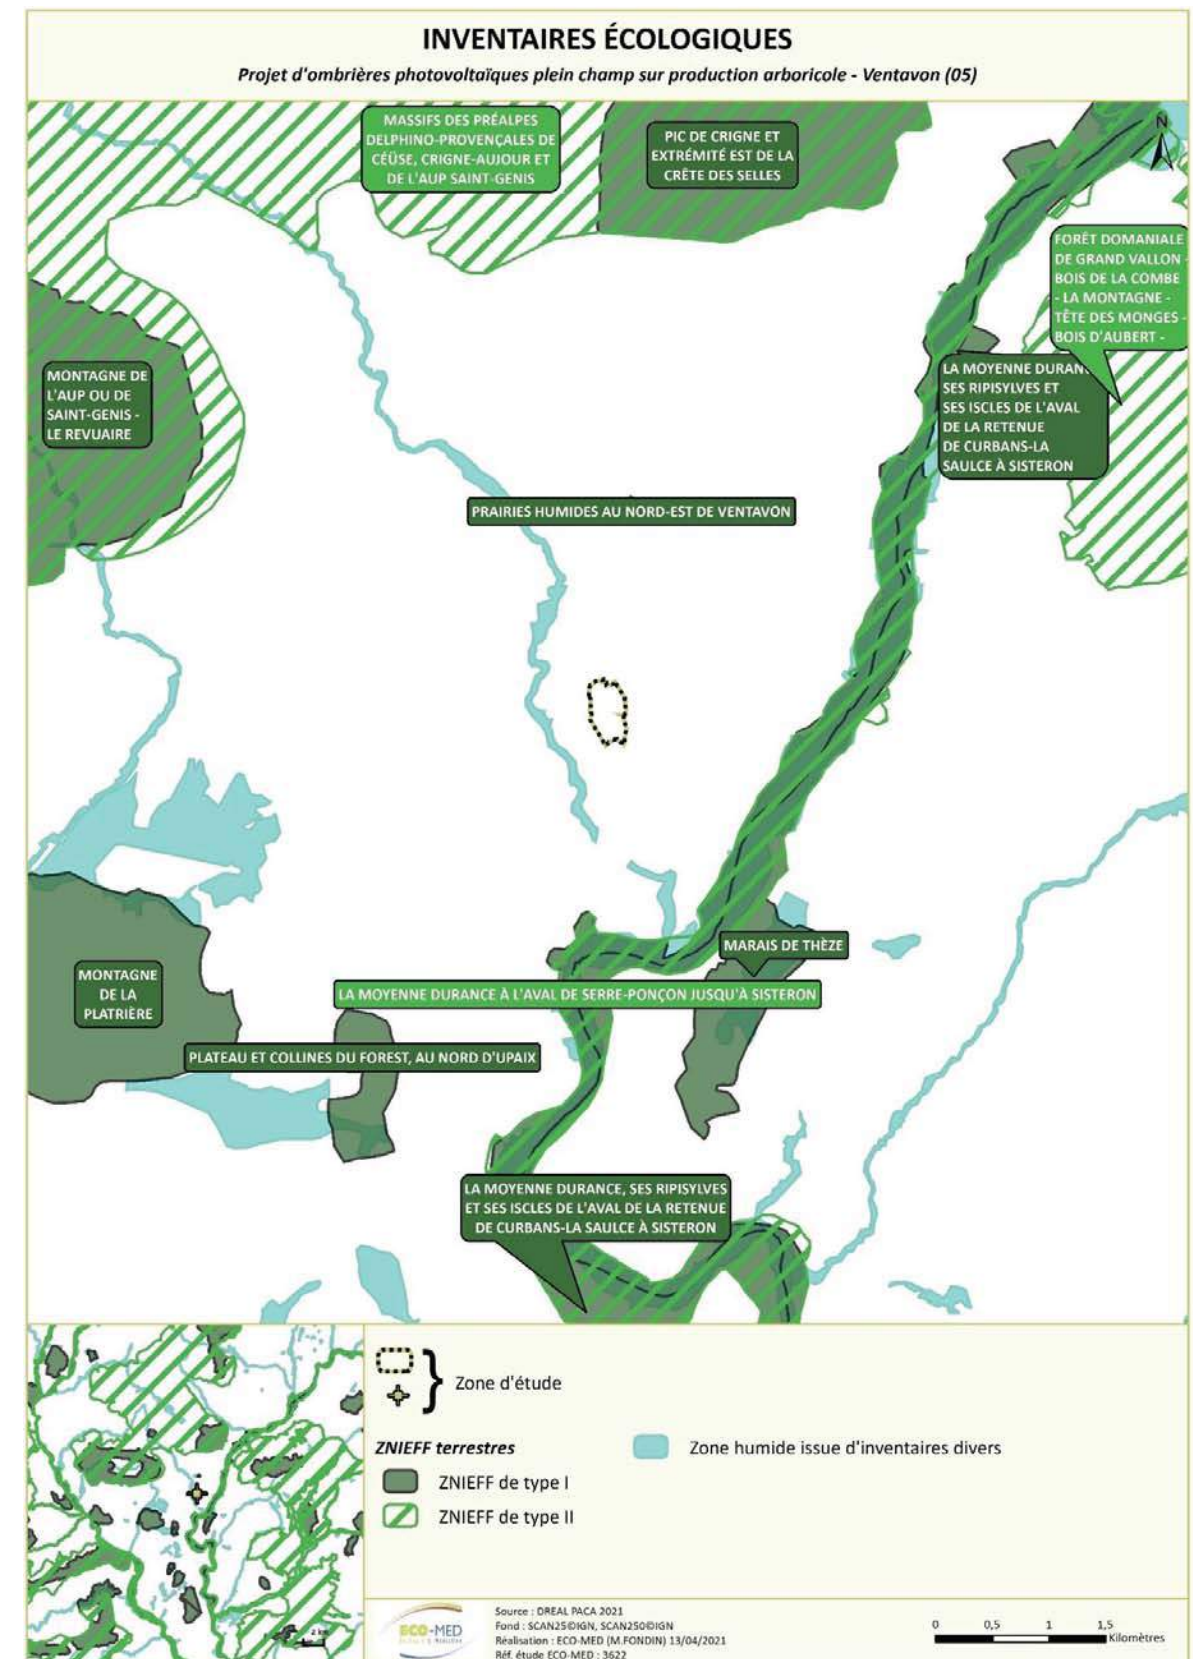 INVENTAIRES ÉCOLOGIQUES
Projet d'ombrières photovoltaïques plein champ sur production arboricole - Ventavon (05)
MASSIFS DES PRÉALPES
DELPHINO-PROVENÇALES DE
CÉÜSE, CRIGNE-AUJOUR ET
DE L'AUP SAINT-GENIS
PIC DE CRIGNE ET
EXTRÉMITÉ EST DE LA
CRÊTE DES SELLES
N
FORÊT DOMANIALE
DE GRAND VALLON -
BOIS DE LA COMBE
- LA MONTAGNE -
TÊTE DES MONGES -
BOIS D'AUBERT -
MONTAGNE DE
L'AUP OU DE
SAINT-GENIS -
LE REVUAIRE
LA MOYENNE DURAN
SES RIPISYLVES ET
SES ISCLES DE L'AVAL
DE LA RETENUE
DE CURBANS-LA
SAULCE À SISTERON
PRAIRIES HUMIDES AU NORD-EST DE VENTAVON
MARAIS DE THÈZE
MONTAGNE
DE LA
PLATRIÈRE
LA MOYENNE DURANCE À L'AVAL DE SERRE-PONÇON JUSQU'À SISTERON
PLATEAU ET COLLINES DU FOREST, AU NORD D'UPAIX
LA MOYENNE DURANCE, SES RIPISYLVES
ET SES ISCLES DE L'AVAL DE LA RETENUE
DE CURBANS-LA SAULCE À SISTERON
Zone d'étude
ZNIEFF terrestres
Zone humide issue d'inventaires divers
ZNIEFF de type I
ZNIEFF de type II
2 km
ECO-MED
Source : DREAL PACA 2021
Fond : SCAN25©IGN, SCAN250©IGN
Réalisation : ECO-MED (M.FONDIN) 13/04/2021
Réf. étude ECO-MED : 3622
0 0,5 1 1,5
Kilomètres